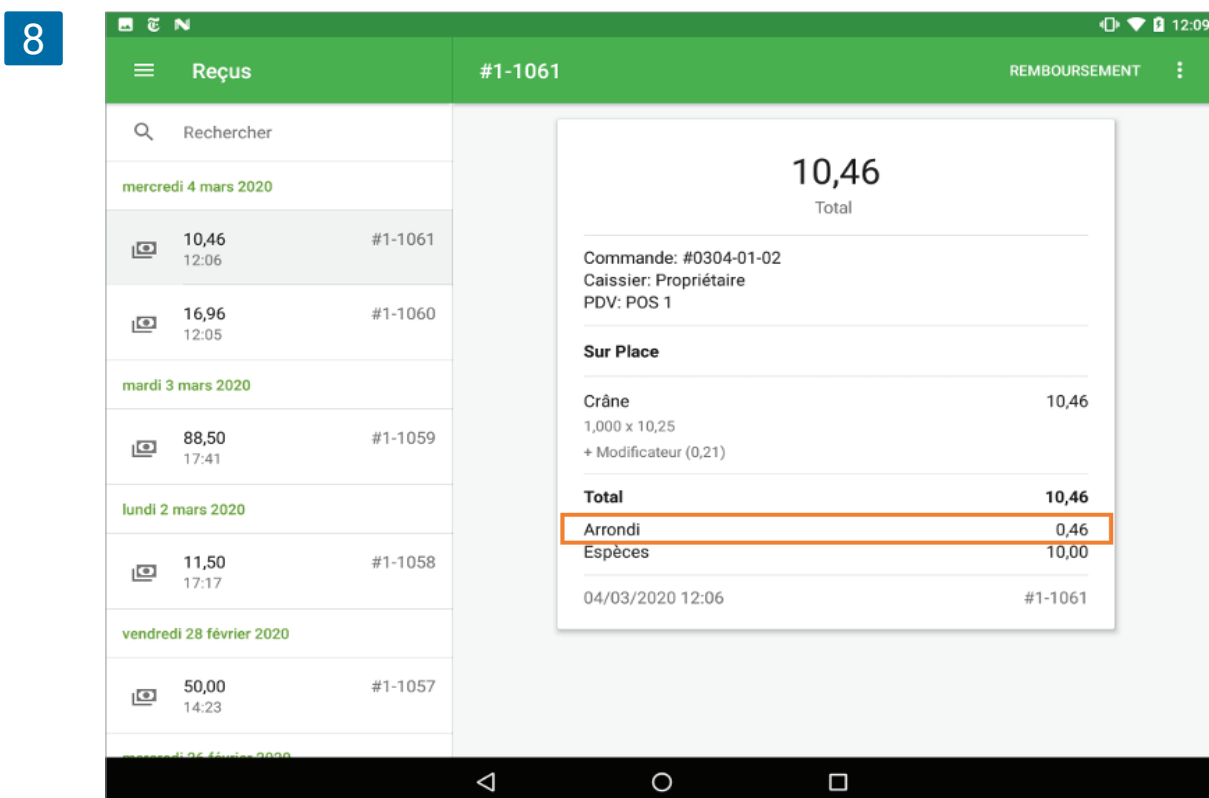 8
12:09
Reçus
#1-1061
REMBOURSEMENT
Rechercher
mercredi 4 mars 2020
10,46 #1-1061
12:06
16,96 #1-1060
12:05
mardi 3 mars 2020
88,50 #1-1059
17:41
lundi 2 mars 2020
11,50 #1-1058
17:17
vendredi 28 février 2020
50,00 #1-1057
14:23
mercredi 26 février 2020
10,46
Total
Commande: #0304-01-02
Caissier: Propriétaire
PDV: POS 1
Sur Place
Crâne 10,46
1,000 x 10,25
+ Modificateur (0,21)
Total 10,46
Arrondi 0,46
Espèces 10,00
04/03/2020 12:06 #1-1061